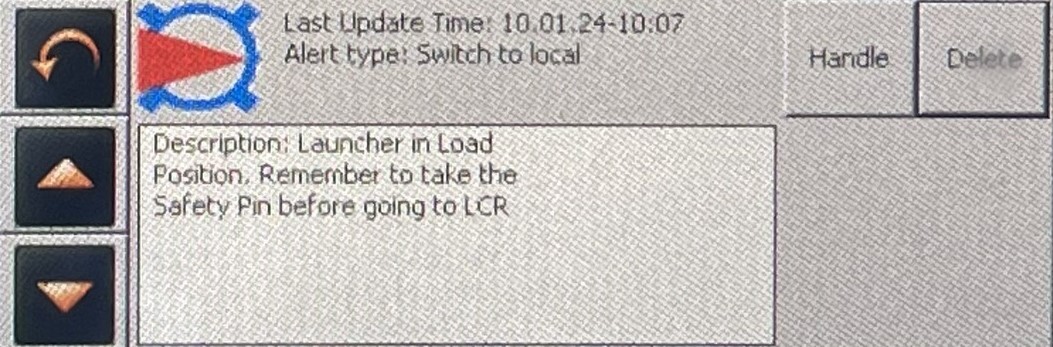 Last Update Time: 10.01.24-10:07
Alert type: Switch to local
Handle
Delete
Description: Launcher in Load
Position. Remember to take the
Safety Pin before going to LCR